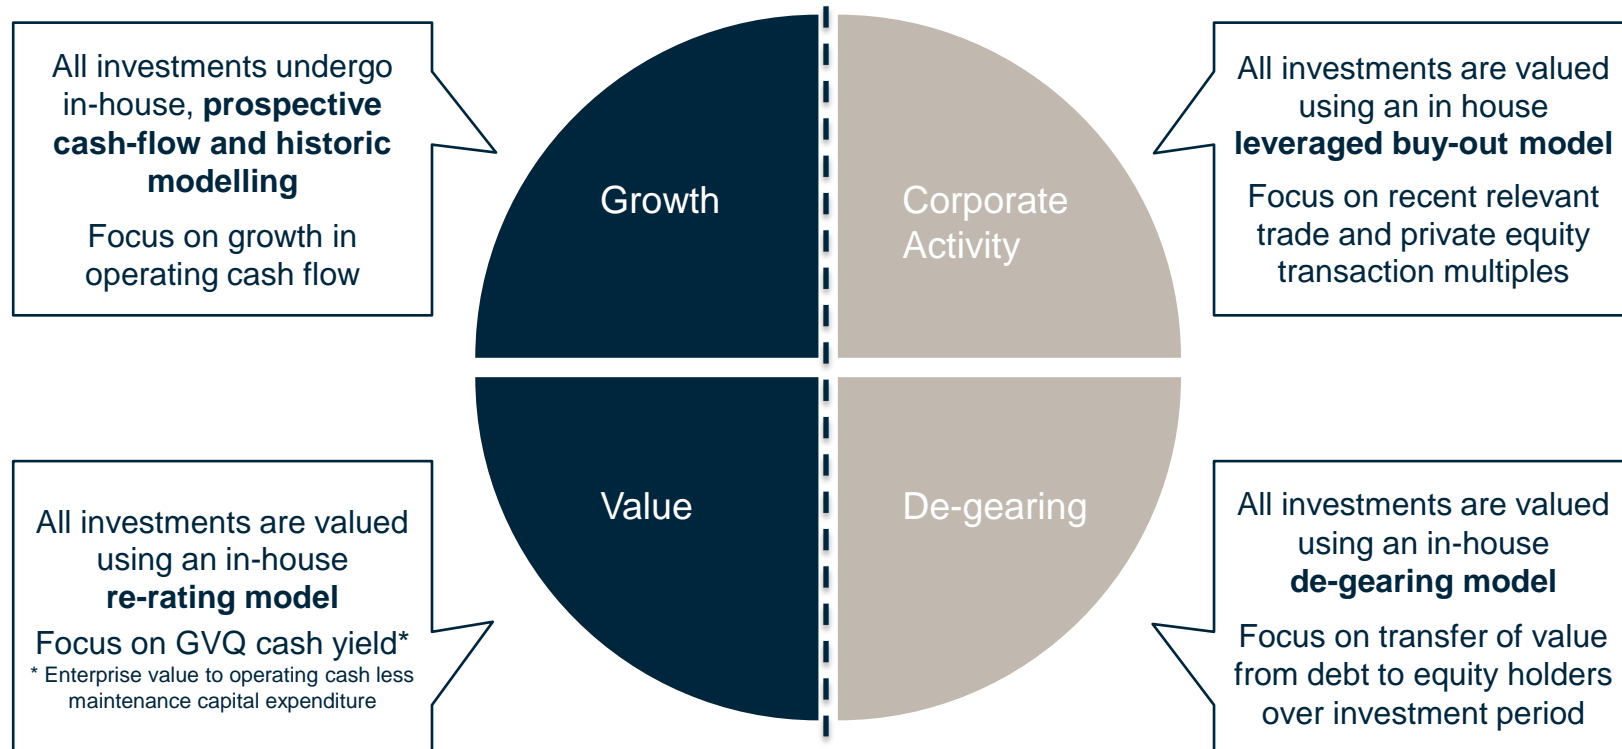 All investments undergo
in-house, prospective
cash-flow and historic
modelling
Focus on growth in
operating cash flow
Growth
Corporate
Activity
All investments are valued
using an in house
leveraged buy-out model
Focus on recent relevant
trade and private equity
transaction multiples
All investments are valued
using an in-house
re-rating model
Focus on GVQ cash yield*
* Enterprise value to operating cash less
maintenance capital expenditure
Value
De-gearing
All investments are valued
using an in-house
de-gearing model
Focus on transfer of value
from debt to equity holders
over investment period